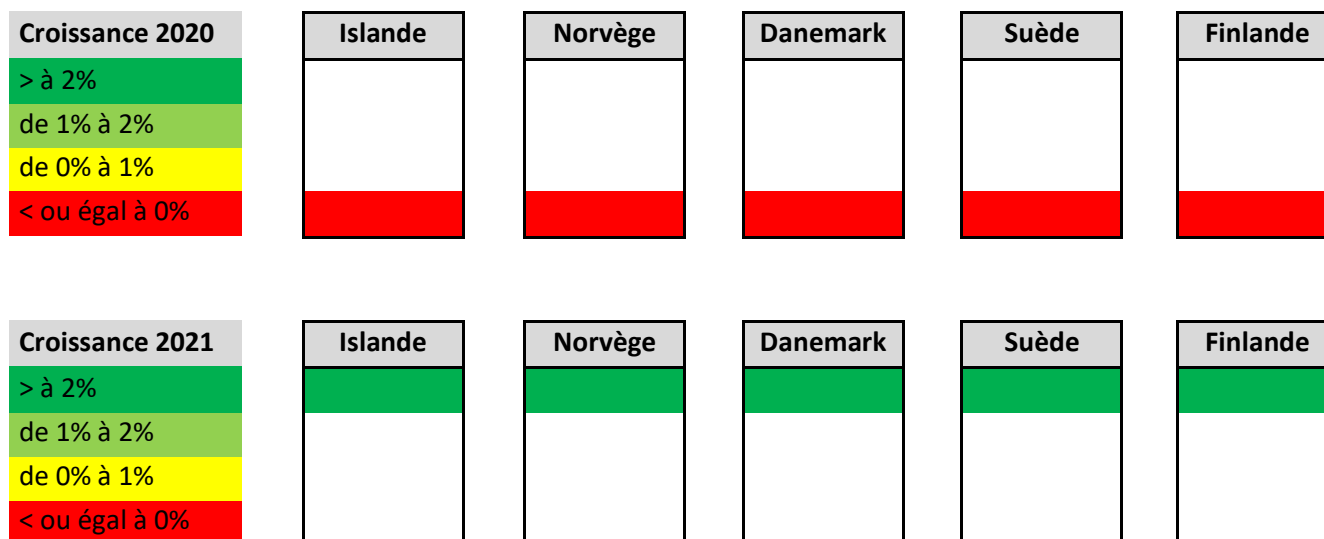 Croissance 2020 Islande Norvège Danemark Suède Finlande
> à 2%
de 1% à 2%
de 0% à 1%
< ou égal à 0%
Croissance 2021 Islande Norvège Danemark Suède Finlande
> à 2%
de 1% à 2%
de 0% à 1%
< ou égal à 0%